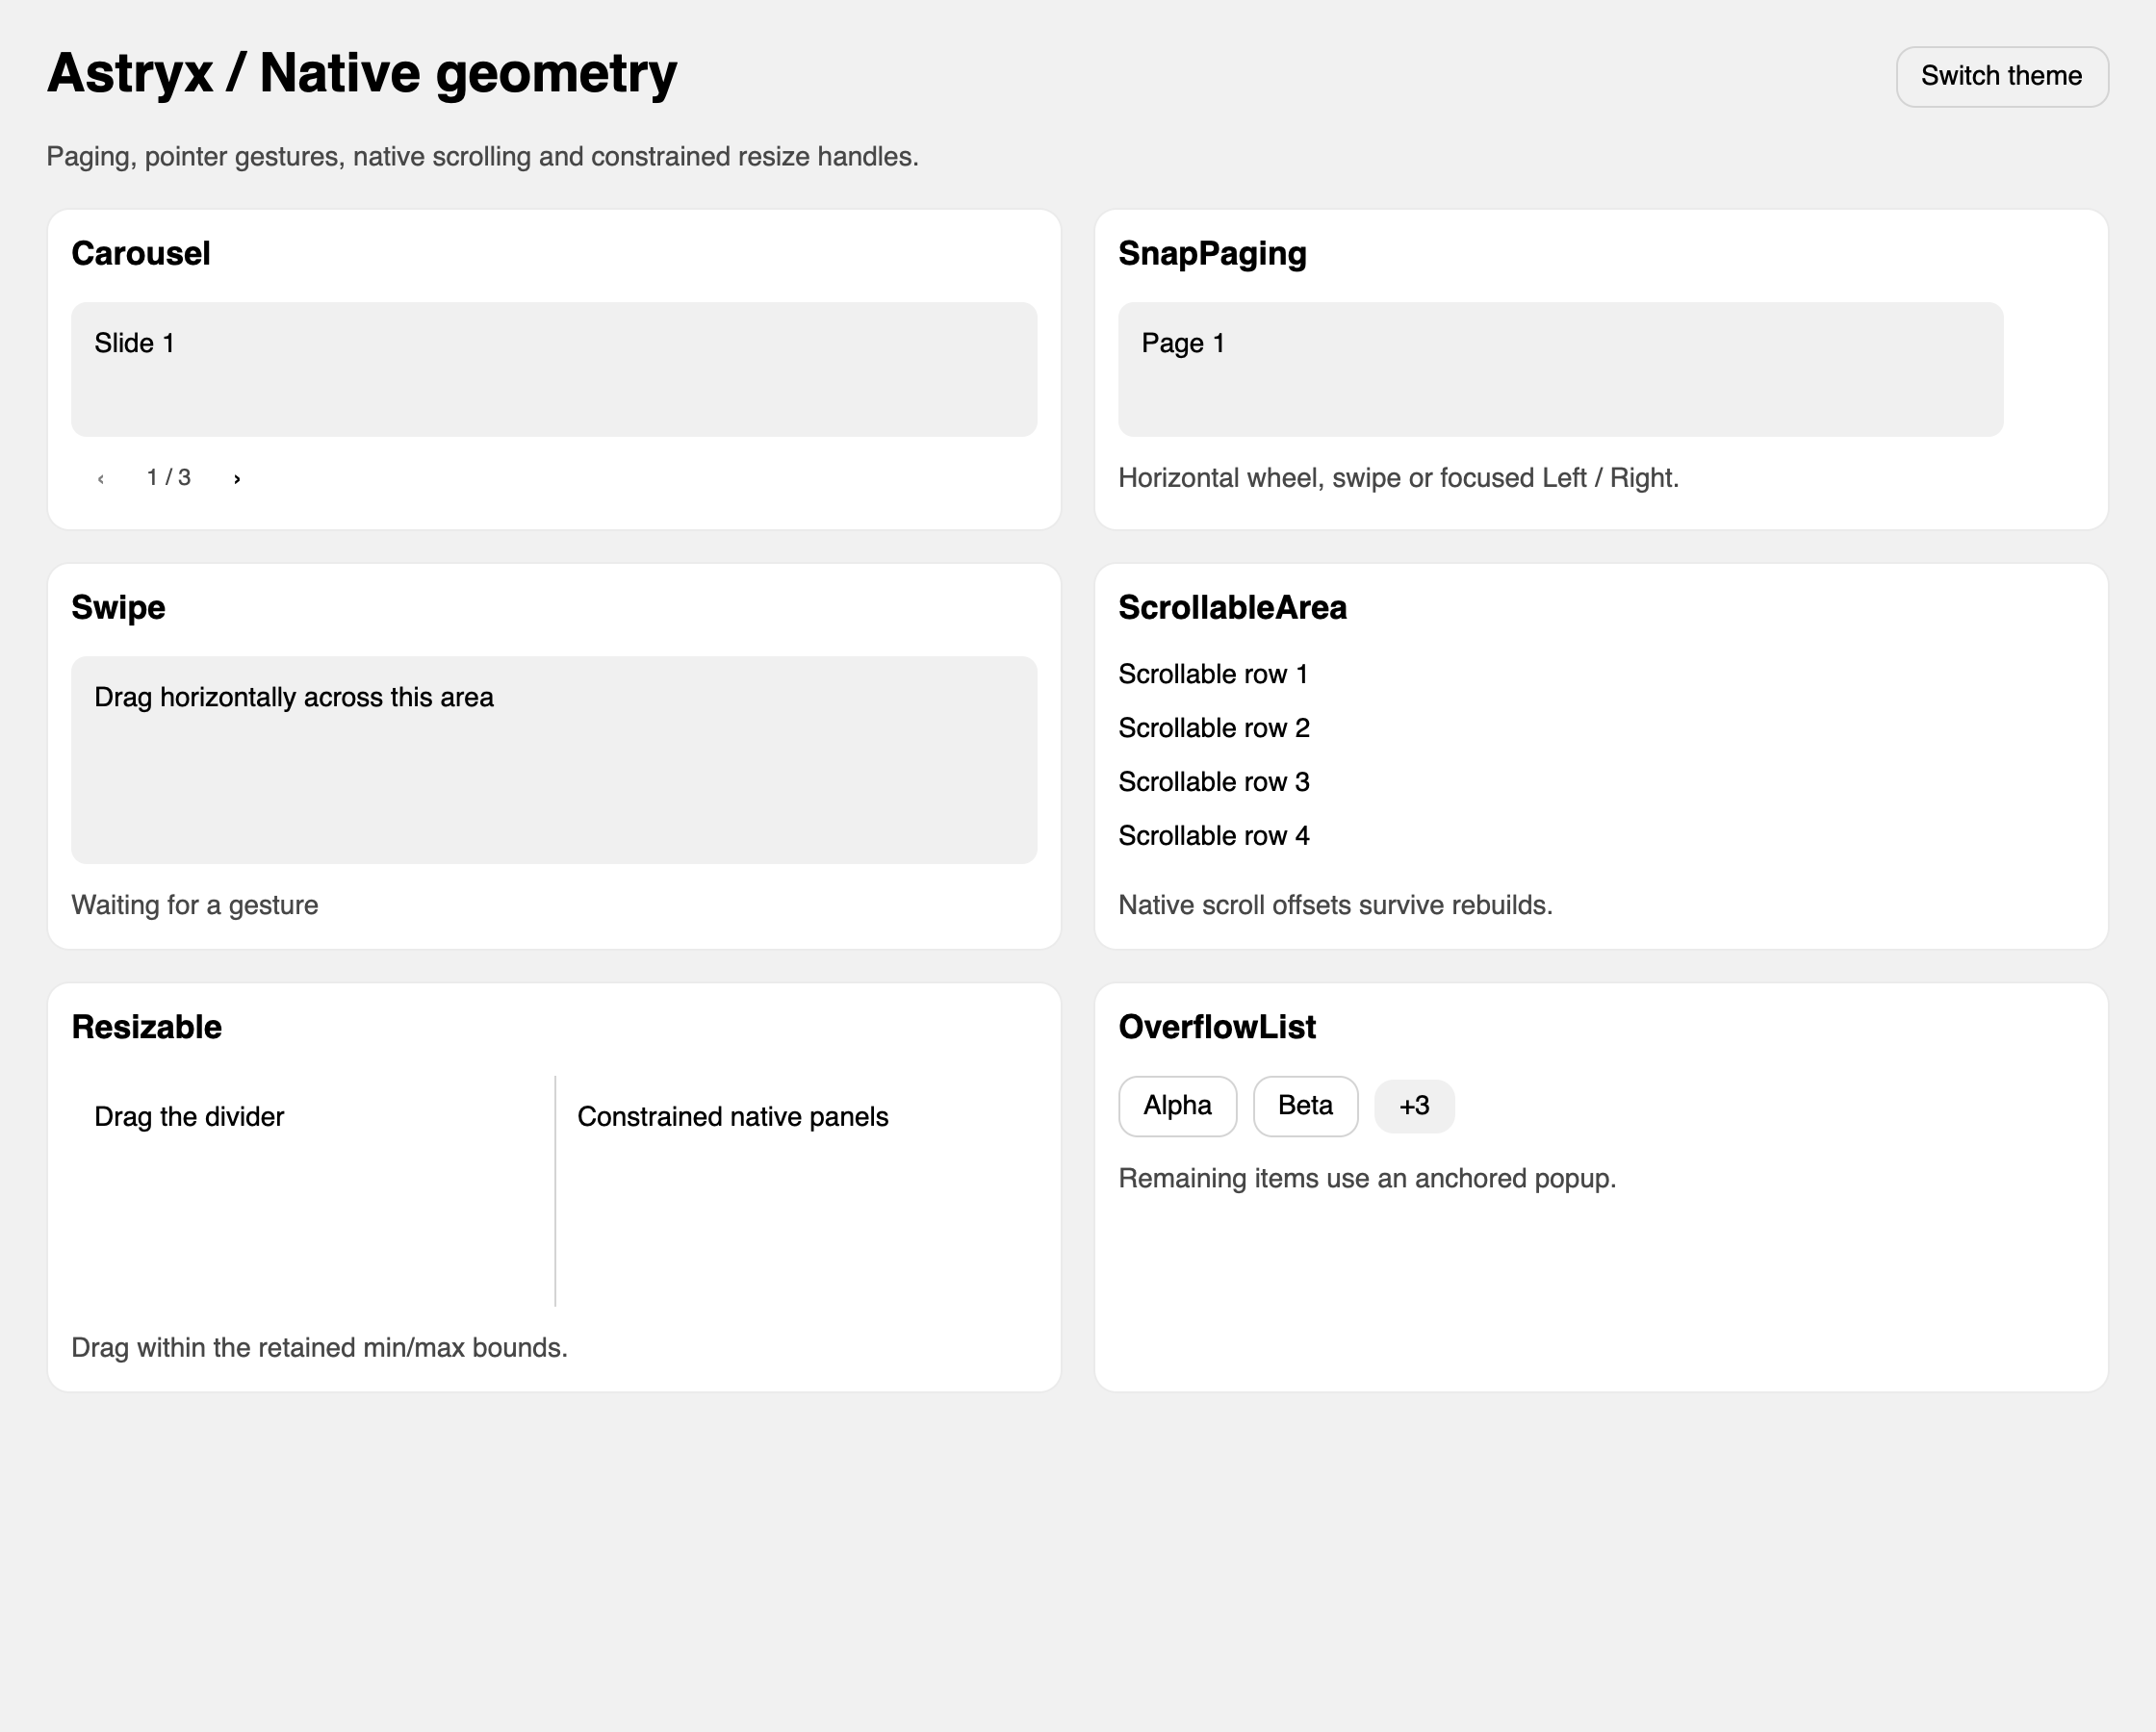 Astryx / Native geometry
Switch theme
Paging, pointer gestures, native scrolling and constrained resize handles.
Carousel
Slide 1
‹ 1 / 3 ›
SnapPaging
Page 1
Horizontal wheel, swipe or focused Left / Right.
Swipe
Drag horizontally across this area
Waiting for a gesture
ScrollableArea
Scrollable row 1
Scrollable row 2
Scrollable row 3
Scrollable row 4
Native scroll offsets survive rebuilds.
Resizable
Drag the divider
Constrained native panels
Drag within the retained min/max bounds.
OverflowList
Alpha
Beta
+3
Remaining items use an anchored popup.